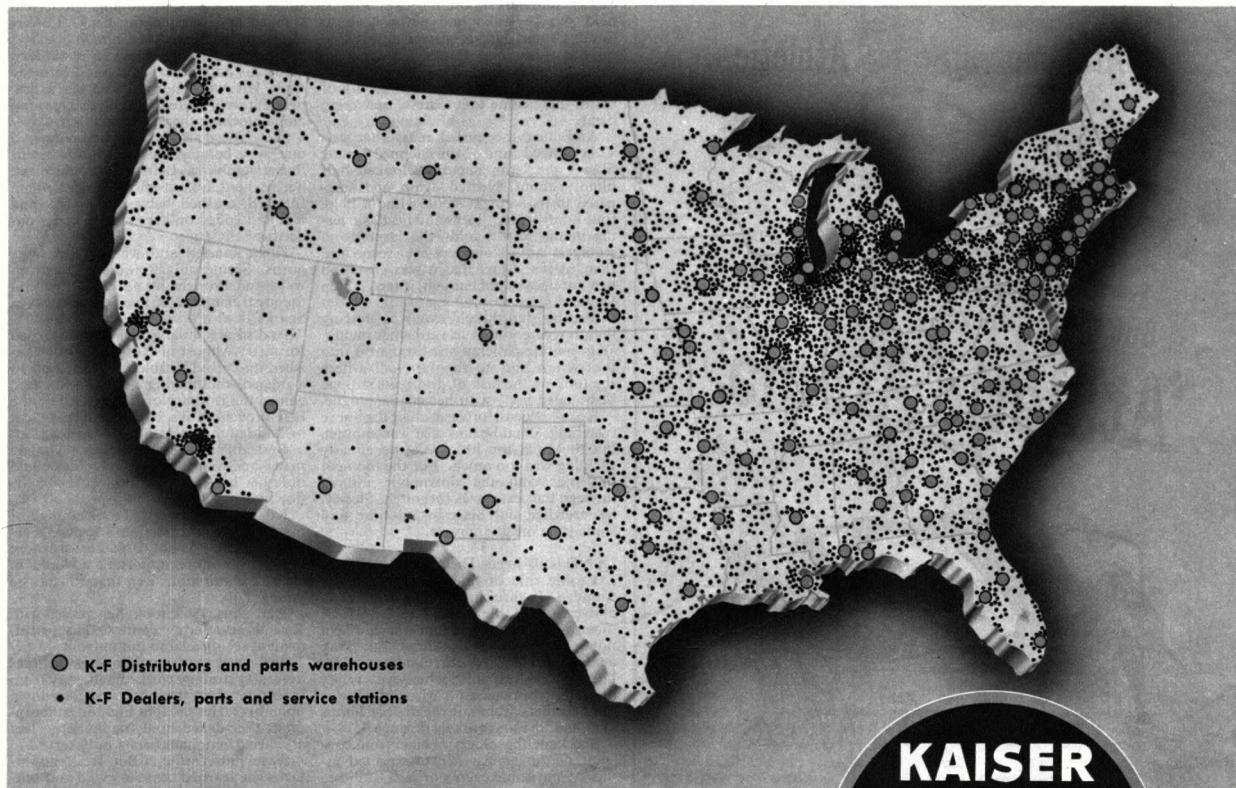 K-F Distributors and parts warehouses
K-F Dealers, parts and service stations
KAISER